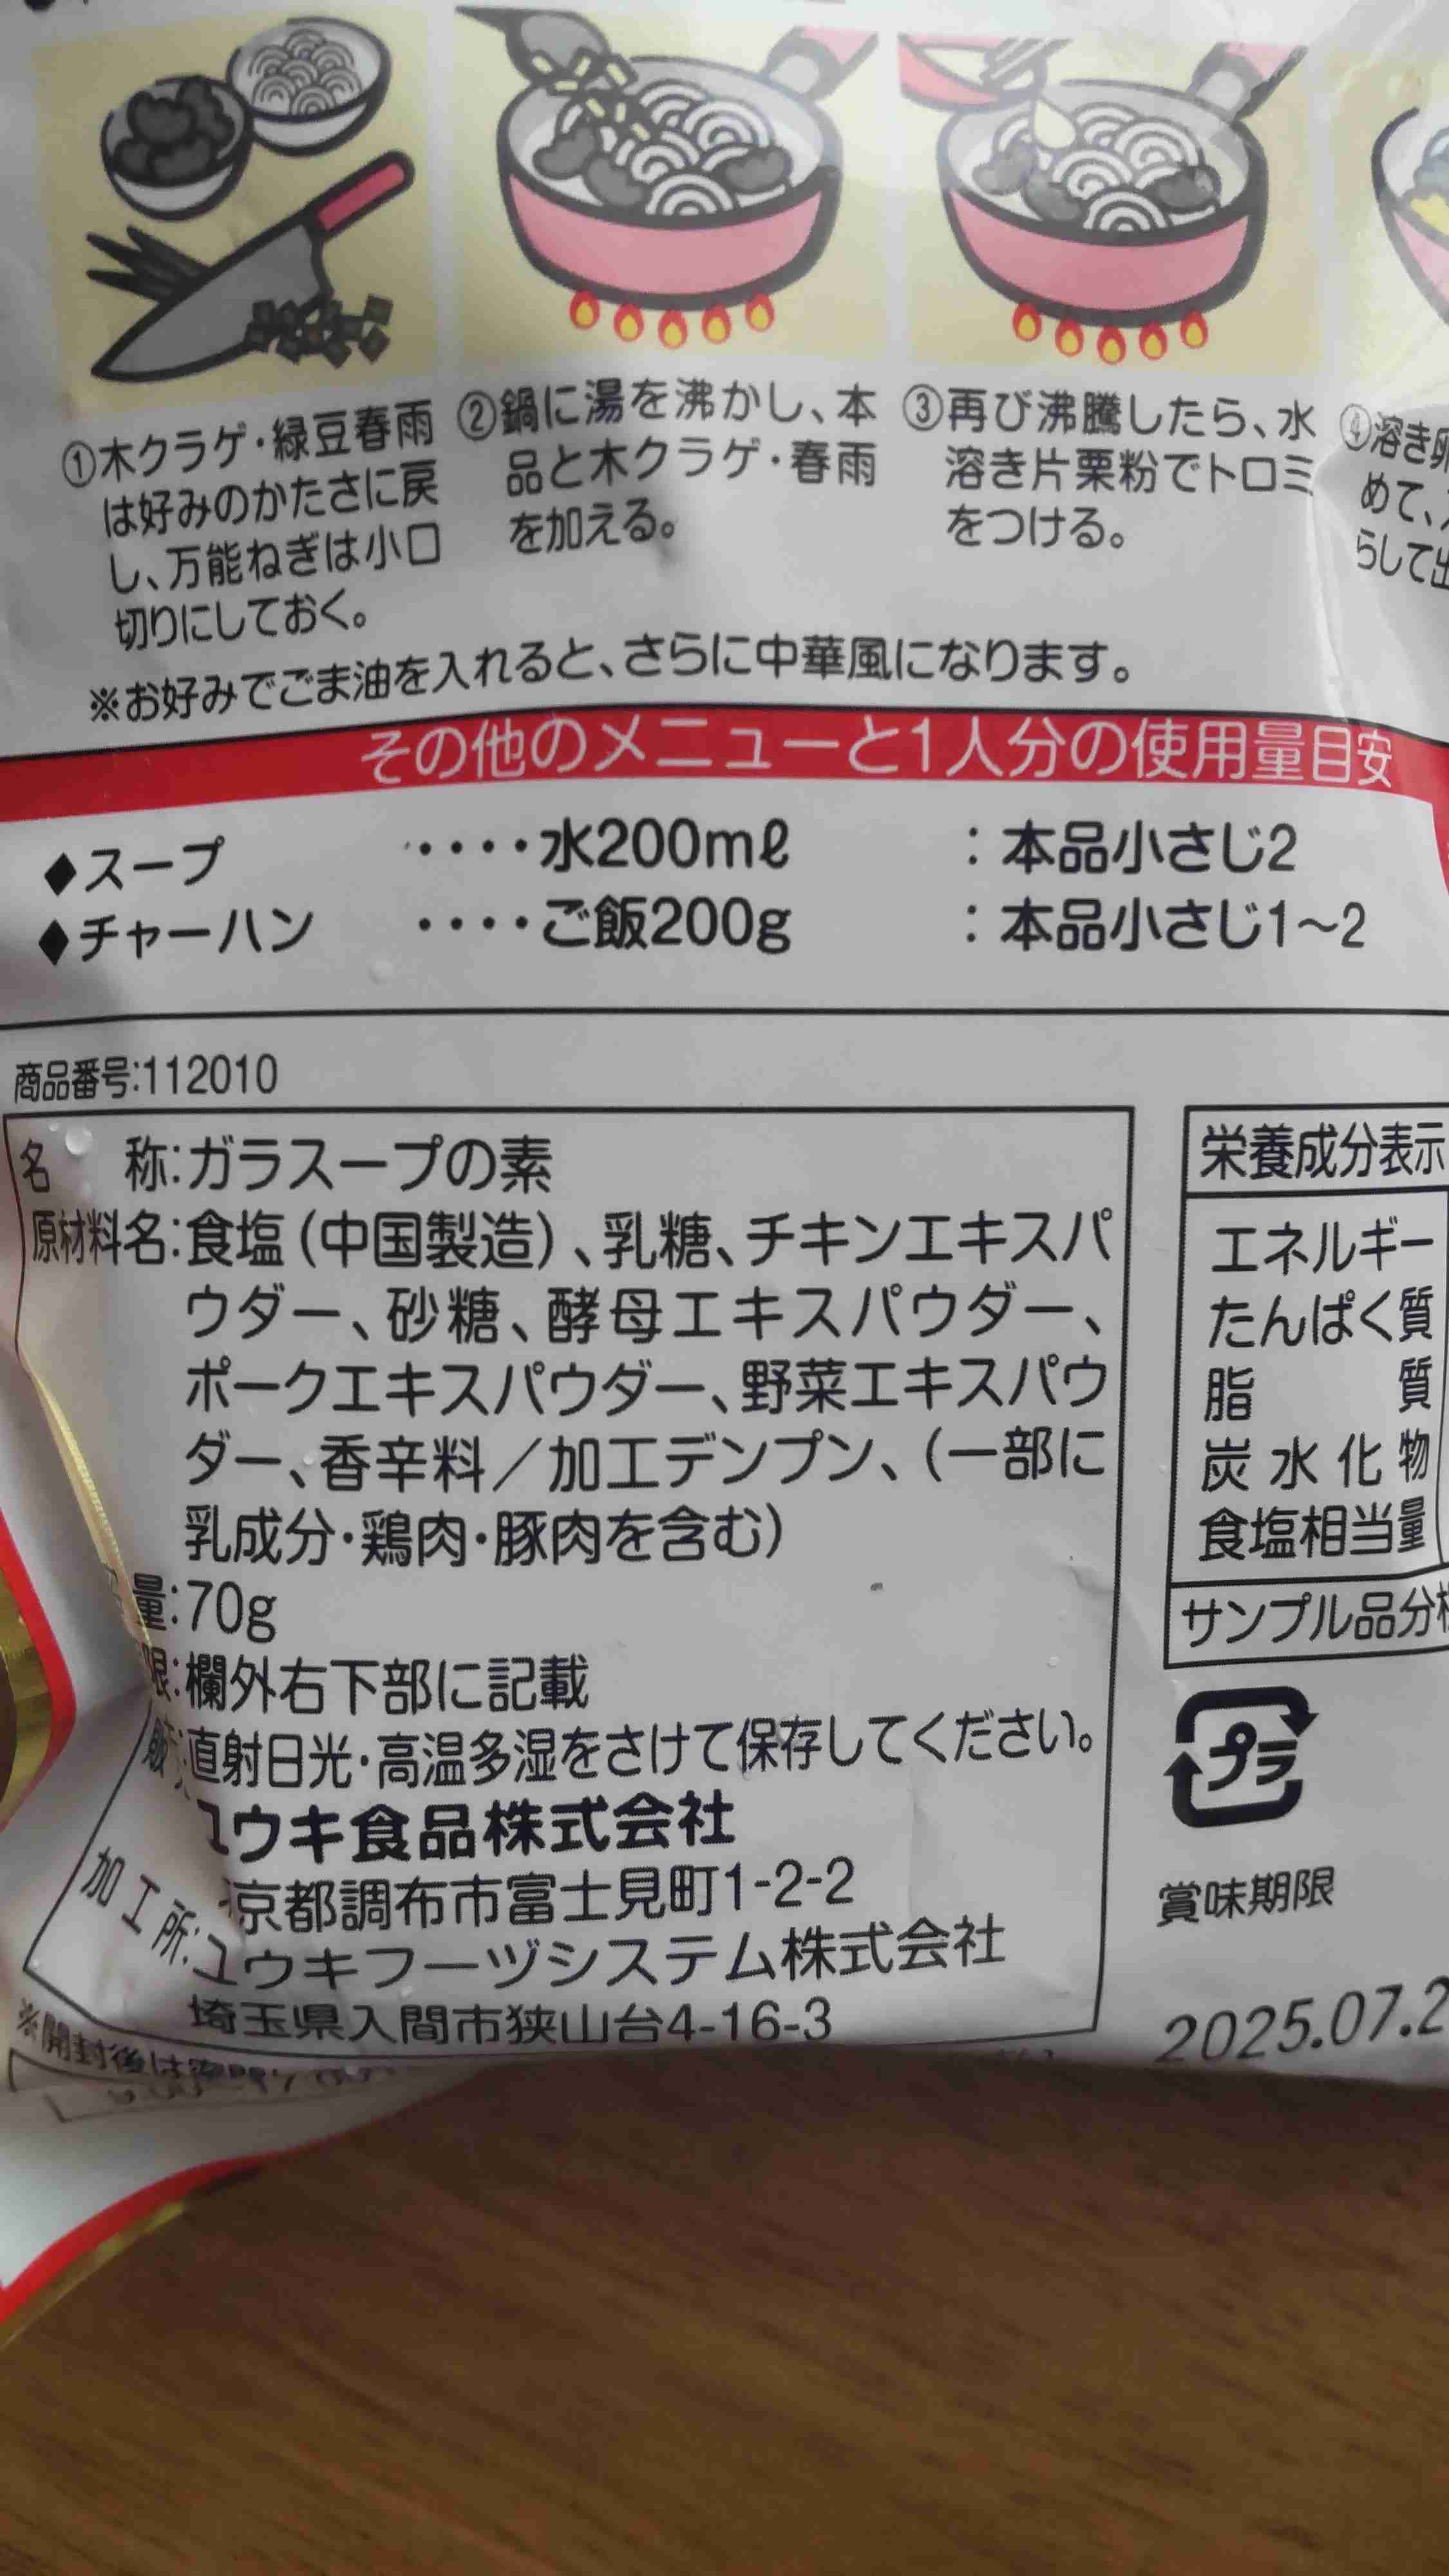 ①木クラゲ・緑豆春雨
は好みのかたさに戻
し、万能ねぎは小口
切りにしておく。
②鍋に湯を沸かし、本
品と木クラゲ・春雨
を加える。
③再び沸騰したら、水
溶き片栗粉でトロミ
をつける。
④溶き卵
めて、
らして
※お好みでごま油を入れると、さらに中華風になります。
その他のメニューと1人分の使用量目安
◆スープ ････水200mℓ :本品小さじ2
◆チャーハン ････ご飯200g :本品小さじ1〜2
商品番号:112010
名 称:ガラスープの素
原材料名:食塩(中国製造)、乳糖、チキンエキスパ
ウダー、砂糖、酵母エキスパウダー、
ポークエキスパウダー、野菜エキスパウ
ダー、香辛料/加工デンプン、(一部に
乳成分・鶏肉・豚肉を含む)
量:70g
限:欄外右下部に記載
直射日光・高温多湿をさけて保存してください。
ユウキ食品株式会社
京都調布市富士見町1-2-2
加工所:ユウキフーヅシステム株式会社
埼玉県入間市狭山台4-16-3
※開封後は
栄養成分表示
エネルギー
たんぱく質
脂 質
炭水化物
食塩相当量
サンプル品分
プラ
賞味期限
2025.07.2